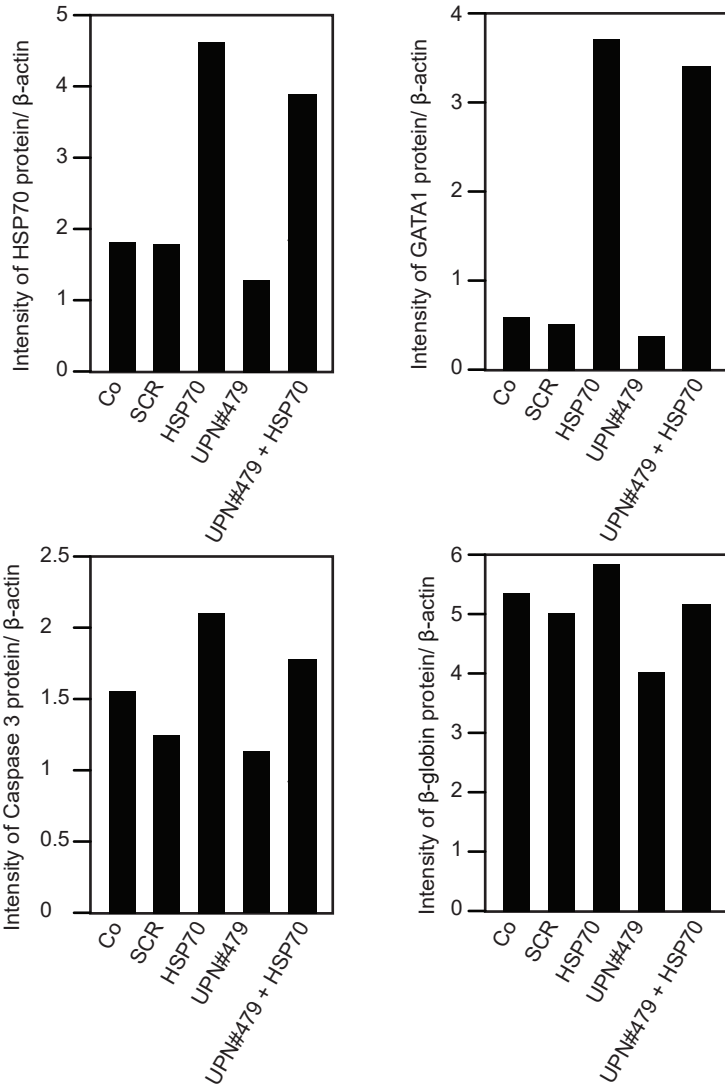 Intensity of HSP70 protein/ β-actin
5
4
3
2
1
0
Co
SCR
HSP70
UPN#479
UPN#479 + HSP70
Intensity of GATA1 protein/ β-actin
4
3
2
1
0
Co
SCR
HSP70
UPN#479
UPN#479 + HSP70
Intensity of Caspase 3 protein/ β-actin
2.5
2
1.5
1
0.5
0
Co
SCR
HSP70
UPN#479
UPN#479 + HSP70
Intensity of β-globin protein/ β-actin
6
5
4
3
2
1
0
Co
SCR
HSP70
UPN#479
UPN#479 + HSP70